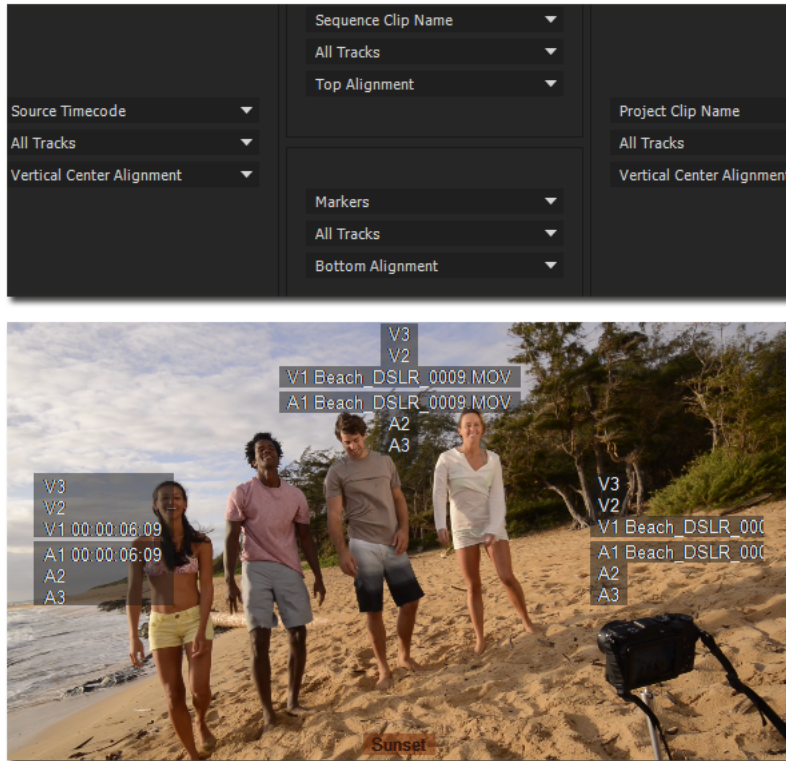 Sequence Clip Name
All Tracks
Top Alignment
Source Timecode
All Tracks
Vertical Center Alignment
Project Clip Name
All Tracks
Vertical Center Alignment
Markers
All Tracks
Bottom Alignment
V3
V2
V1 Beach_DSLR_0009.MOV
A1 Beach_DSLR_0009.MOV
A2
A3
V3
V2
V1 00:00:06:09
A1 00:00:06:09
A2
A3
V3
V2
V1 Beach_DSLR_000
A1 Beach_DSLR_000
A2
A3
Sunset